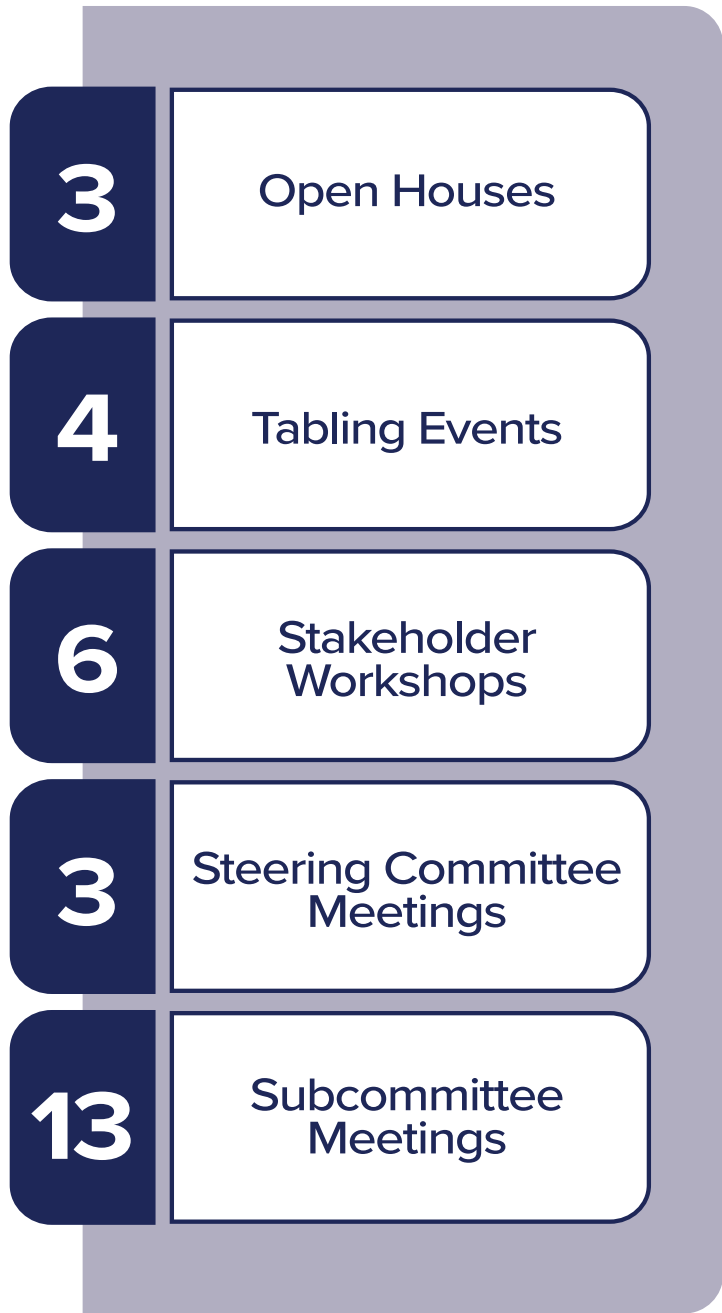 3
Open Houses
4
Tabling Events
6
Stakeholder
Workshops
3
Steering Committee
Meetings
13
Subcommittee
Meetings